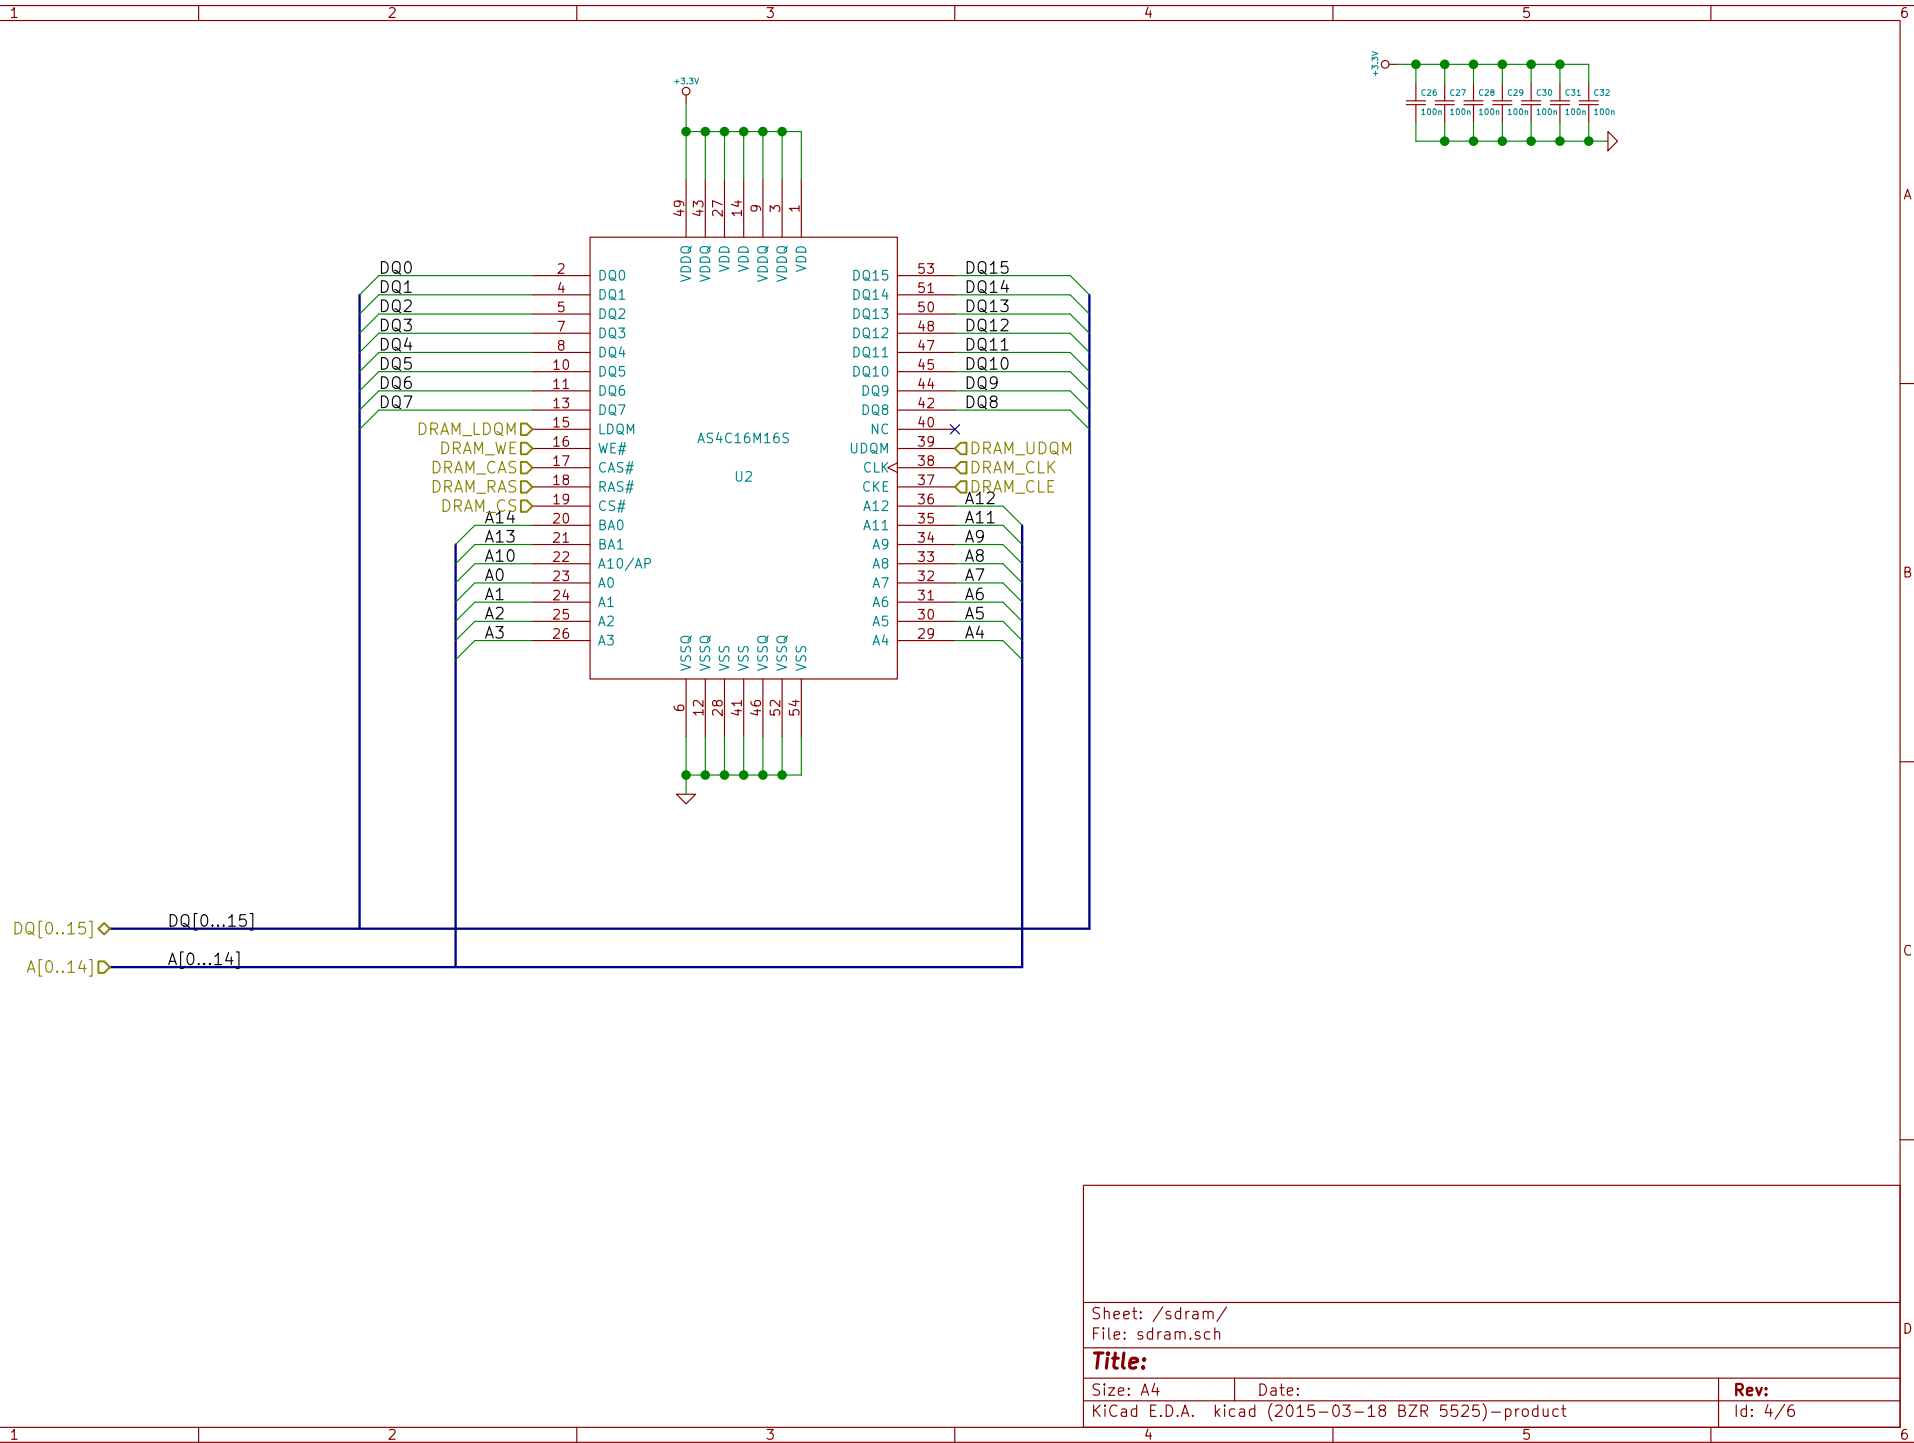 1 2 3 4 5 6
+3.3V
+3.3V
C26 C27 C28 C29 C30 C31 C32
100n 100n 100n 100n 100n 100n 100n
A
49 43 27 14 9 3 1
VDDQ VDDQ VDD VDD VDDQ VDDQ VDD
DQ0 2 DQ0 DQ15 53 DQ15
DQ1 4 DQ1 DQ14 51 DQ14
DQ2 5 DQ2 DQ13 50 DQ13
DQ3 7 DQ3 DQ12 48 DQ12
DQ4 8 DQ4 DQ11 47 DQ11
DQ5 10 DQ5 DQ10 45 DQ10
DQ6 11 DQ6 DQ9 44 DQ9
DQ7 13 DQ7 DQ8 42 DQ8
DRAM_LDQM 15 LDQM NC 40
AS4C16M16S
DRAM_WE 16 WE# UDQM 39 DRAM_UDQM
DRAM_CAS 17 CAS# CLK 38 DRAM_CLK
U2
DRAM_RAS 18 RAS# CKE 37 DRAM_CLE
DRAM_CS 19 CS# A12 36 A12
A14 20 BA0 A11 35 A11
A13 21 BA1 A9 34 A9
A10 22 A10/AP A8 33 A8
A0 23 A0 A7 32 A7
A1 24 A1 A6 31 A6
A2 25 A2 A5 30 A5
A3 26 A3 A4 29 A4
B
VSSQ VSSQ VSS VSS VSSQ VSSQ VSS
6 12 28 41 46 52 54
DQ[0..15] DQ[0...15]
A[0..14] A[0...14]
C
Sheet: /sdram/
File: sdram.sch
D
Title:
Size: A4 Date: Rev:
KiCad E.D.A. kicad (2015-03-18 BZR 5525)-product Id: 4/6
1 2 3 4 5 6